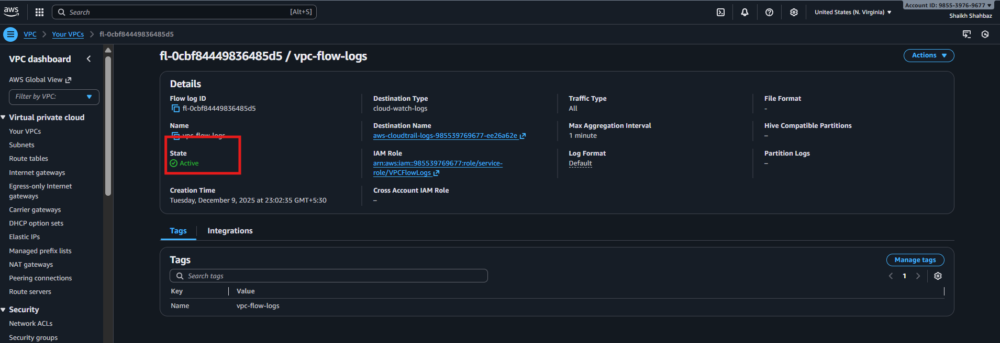 aws
Search
[Alt+S]
United States (N. Virginia)
Account ID: 9855-3976-9677
Shaikh Shahbaz
VPC
Your VPCs
fl-0cbf84449836485d5
VPC dashboard
AWS Global View
Filter by VPC:
Virtual private cloud
Your VPCs
Subnets
Route tables
Internet gateways
Egress-only Internet
gateways
Carrier gateways
DHCP option sets
Elastic IPs
Managed prefix lists
NAT gateways
Peering connections
Route servers
Security
Network ACLs
Security groups
fl-0cbf84449836485d5 / vpc-flow-logs
Actions
Details
Flow log ID
fl-0cbf84449836485d5
Name
vpc-flow-logs
State
Active
Creation Time
Tuesday, December 9, 2025 at 23:02:35 GMT+5:30
Destination Type
cloud-watch-logs
Destination Name
aws-cloudtrail-logs-985539769677-ee26a62e
IAM Role
arn:aws:iam::985539769677:role/service-
role/VPCFlowLogs
Cross Account IAM Role
–
Traffic Type
All
Max Aggregation Interval
1 minute
Log Format
Default
File Format
-
Hive Compatible Partitions
–
Partition Logs
–
Tags
Integrations
Tags
Manage tags
Search tags
1
Key Value
Name vpc-flow-logs